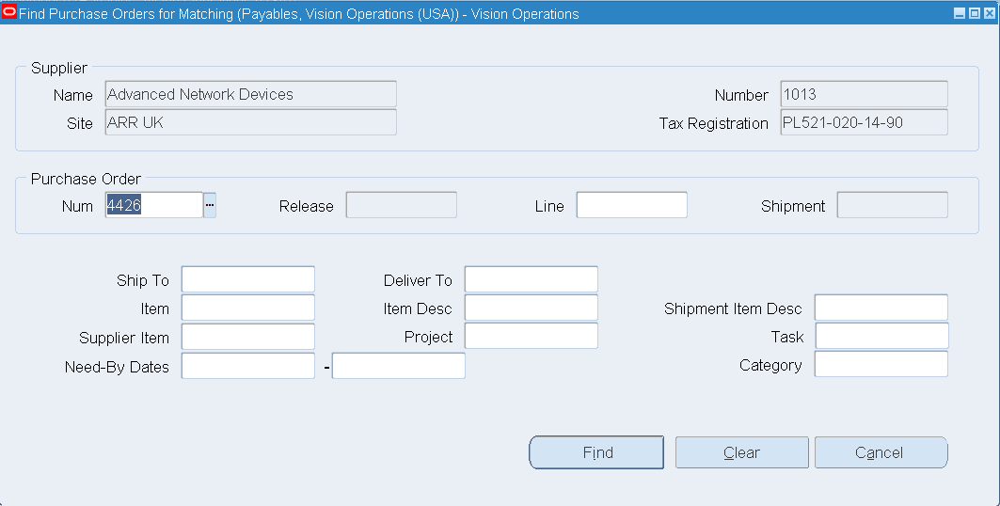 Find Purchase Orders for Matching (Payables, Vision Operations (USA)) - Vision Operations
Supplier
Name Advanced Network Devices Number 1013
Site ARR UK Tax Registration PL521-020-14-90
Purchase Order
Num 4426 ... Release Line Shipment
Ship To Deliver To
Item Item Desc Shipment Item Desc
Supplier Item Project Task
Need-By Dates - Category
Find Clear Cancel